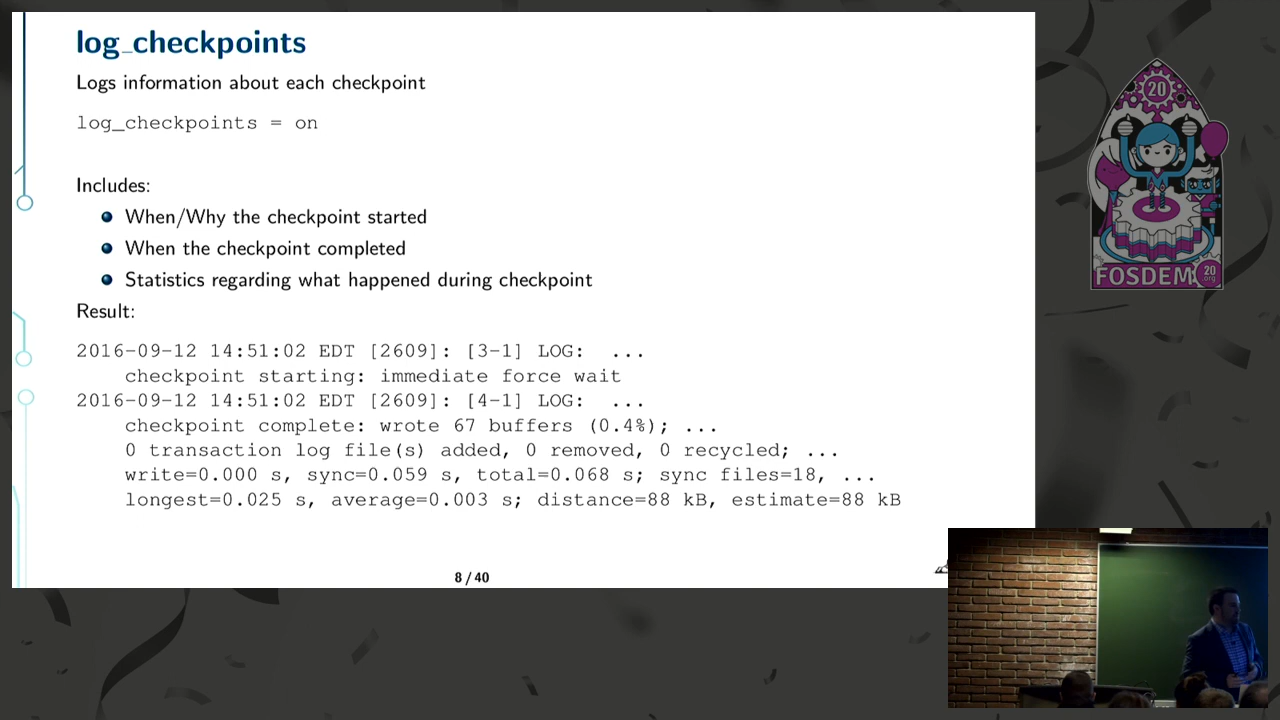 log_checkpoints
Logs information about each checkpoint
log_checkpoints = on
Includes:
When/Why the checkpoint started
When the checkpoint completed
Statistics regarding what happened during checkpoint
Result:
2016-09-12 14:51:02 EDT [2609]: [3-1] LOG: ...
checkpoint starting: immediate force wait
2016-09-12 14:51:02 EDT [2609]: [4-1] LOG: ...
checkpoint complete: wrote 67 buffers (0.4%); ...
0 transaction log file(s) added, 0 removed, 0 recycled; ...
write=0.000 s, sync=0.059 s, total=0.068 s; sync files=18, ...
longest=0.025 s, average=0.003 s; distance=88 kB, estimate=88 kB
8 / 40
20
FOSDEM
20
.org